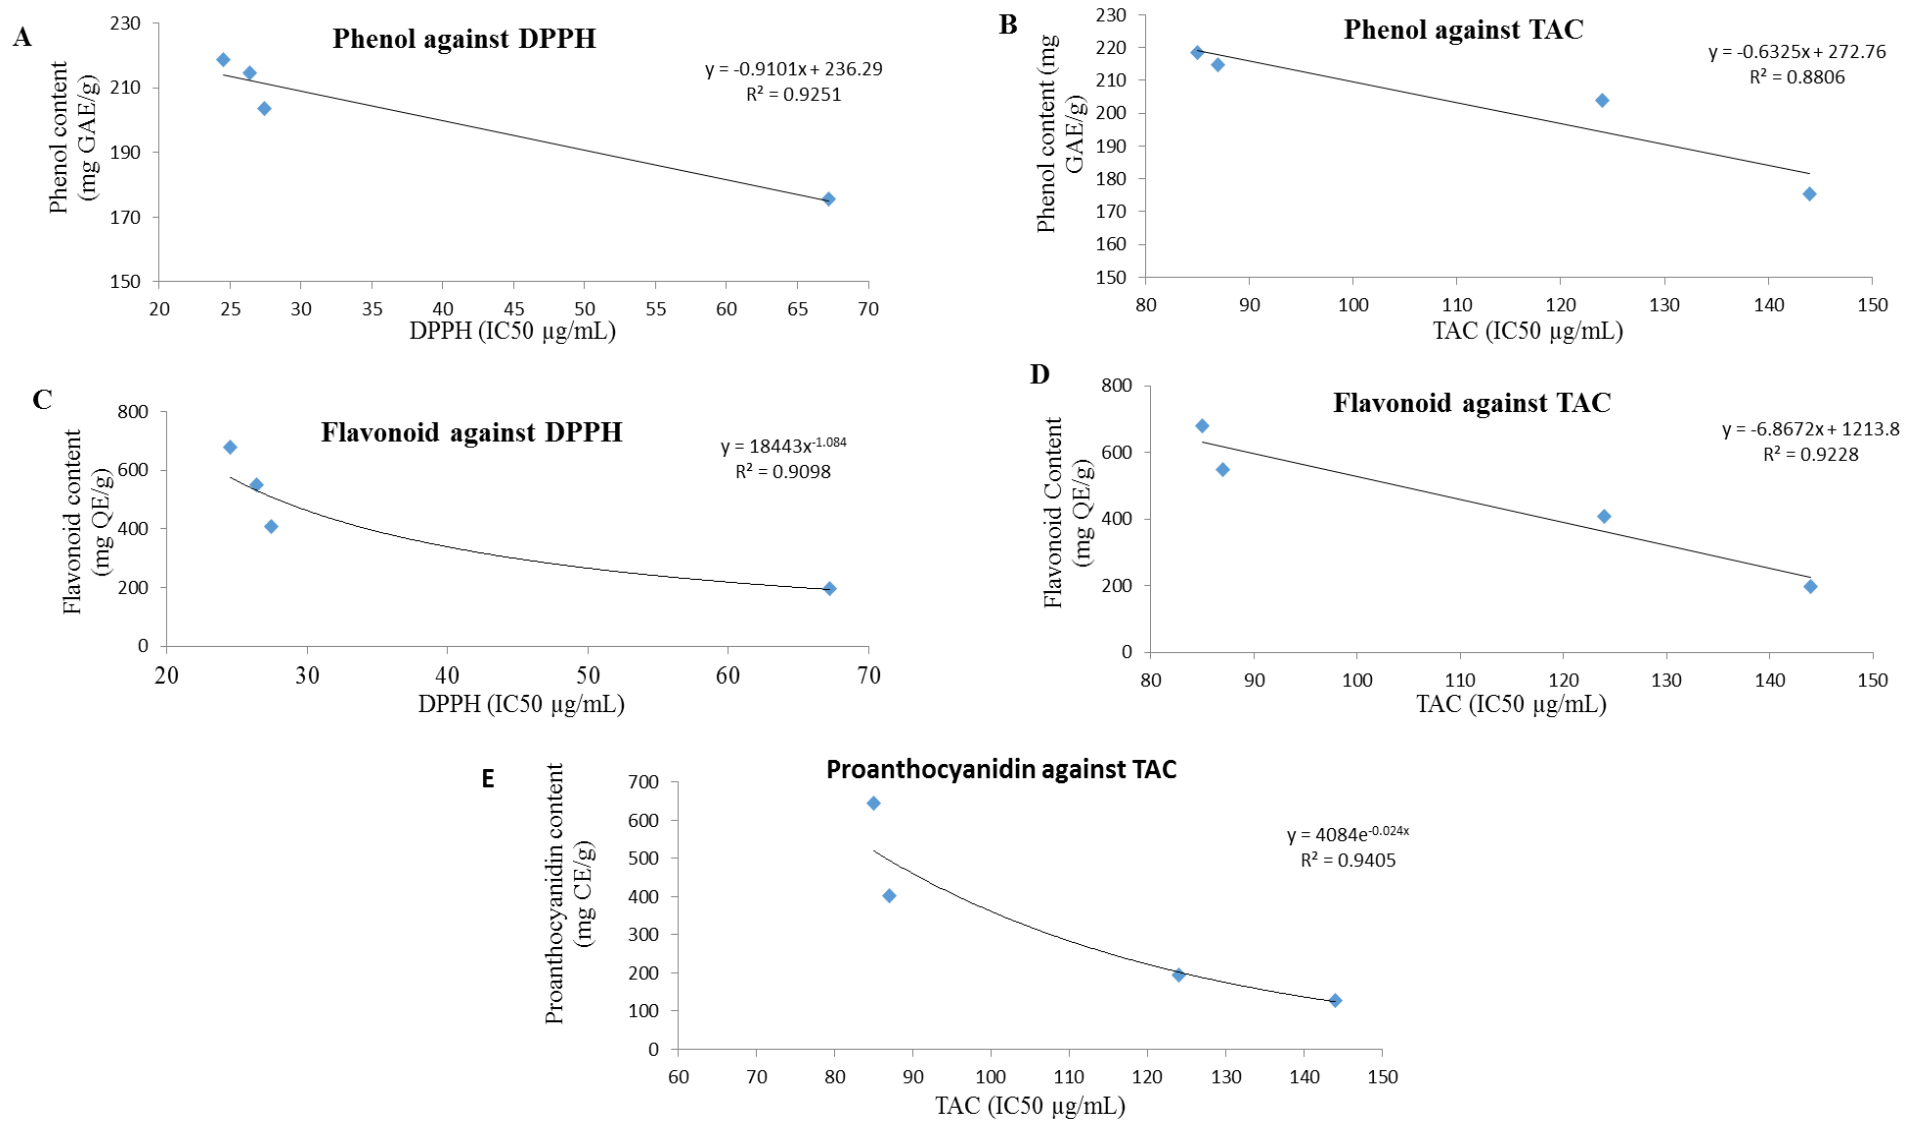 A
Phenol against DPPH
y = -0.9101x + 236.29
R² = 0.9251
Phenol content
(mg GAE/g)
230
210
190
170
150
20 25 30 35 40 45 50 55 60 65 70
DPPH (IC50 µg/mL)
B
Phenol against TAC
y = -0.6325x + 272.76
R² = 0.8806
Phenol content (mg
GAE/g)
230
220
210
200
190
180
170
160
150
80 90 100 110 120 130 140 150
TAC (IC50 µg/mL)
C
Flavonoid against DPPH
y = 18443x^-1.084
R² = 0.9098
Flavonoid content
(mg QE/g)
800
600
400
200
0
20 30 40 50 60 70
DPPH (IC50 µg/mL)
D
Flavonoid against TAC
y = -6.8672x + 1213.8
R² = 0.9228
Flavonoid Content
(mg QE/g)
800
600
400
200
0
80 90 100 110 120 130 140 150
TAC (IC50 µg/mL)
E
Proanthocyanidin against TAC
y = 4084e^-0.024x
R² = 0.9405
Proanthocyanidin content
(mg CE/g)
700
600
500
400
300
200
100
0
60 70 80 90 100 110 120 130 140 150
TAC (IC50 µg/mL)